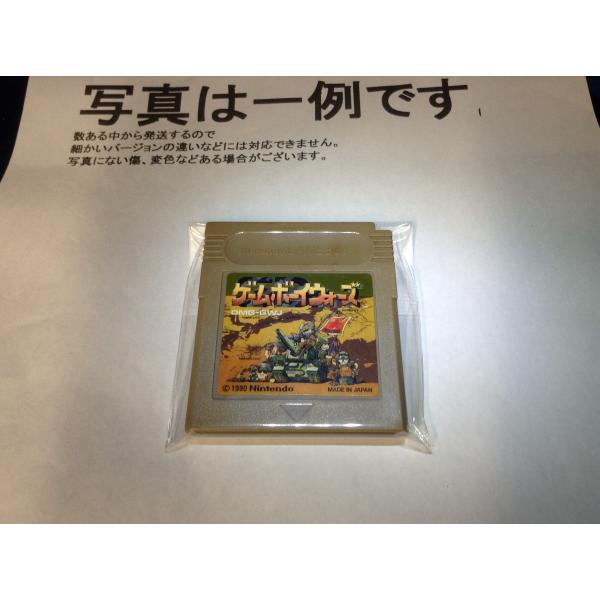 写真は一例です
数ある中から発送するので
細かいバージョンの違いなどには対応できません。
写真にない傷、変色などある場合がございます。
ゲームボーイウォーズ
DMG-GWJ
© 1990 Nintendo
MADE IN JAPAN